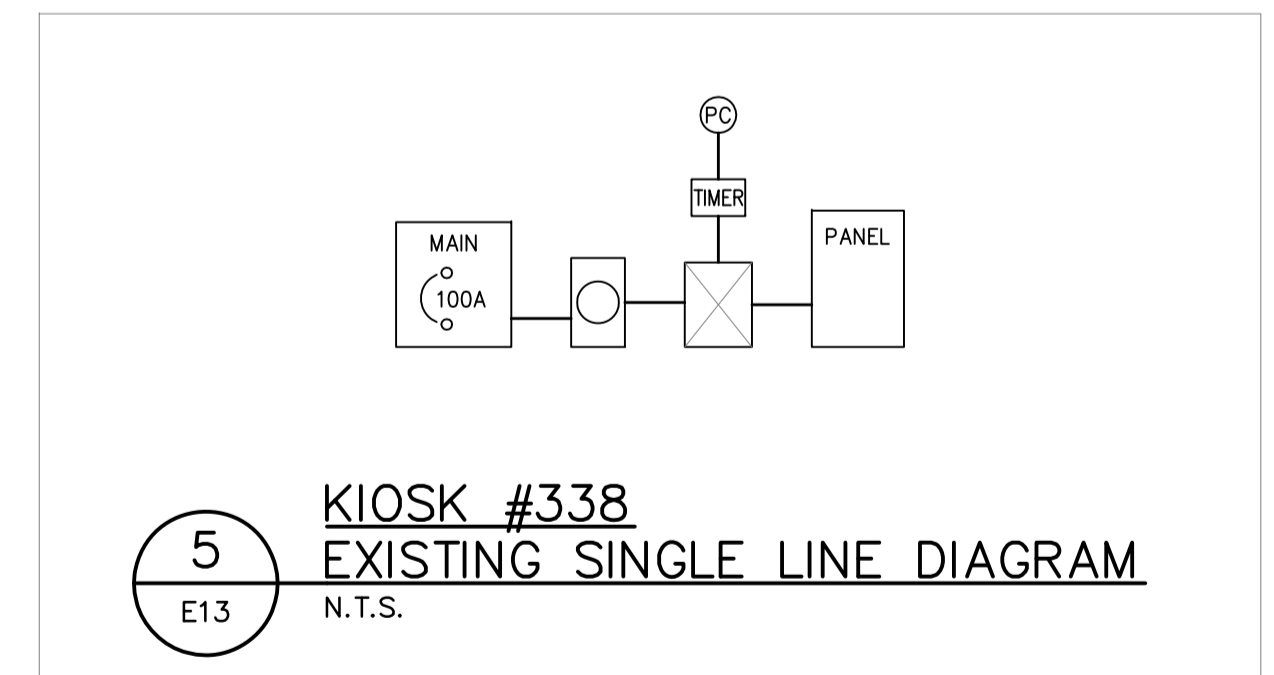 PC
TIMER
MAIN
100A
PANEL
KIOSK #338
5
EXISTING SINGLE LINE DIAGRAM
E13
N.T.S.